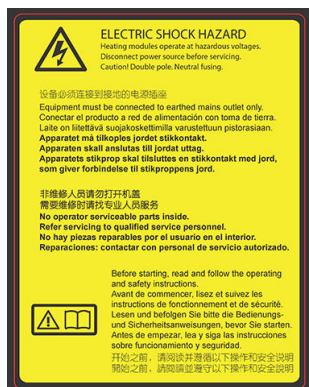 ELECTRIC SHOCK HAZARD
Heating modules operate at hazardous voltages.
Disconnect power source before servicing.
Caution! Double pole. Neutral fusing.
设备必须连接到接地的电源插座
Equipment must be connected to earthed mains outlet only.
Conectar el producto a red de alimentación con toma de tierra.
Laite on liitettävä suojakoskettimilla varustettuun pistorasiaan.
Apparatet må tilkoples jordet stikkontakt.
Apparaten skall anslutas till jordat uttag.
Apparatets stikprop skal tilsluttes en stikkontakt med jord,
som giver forbindelse til stikproppens jord.
非维修人员请勿打开机盖
需要维修时请找专业人员服务
No operator serviceable parts inside.
Refer servicing to qualified service personnel.
No hay piezas reparables por el usuario en el interior.
Reparaciones: contactar con personal de servicio autorizado.
Before starting, read and follow the operating
and safety instructions.
Avant de commencer, lisez et suivez les
instructions de fonctionnement et de sécurité.
Lesen und befolgen Sie bitte die Bedienungs-
und Sicherheitsanweisungen, bevor Sie starten.
Antes de empezar, lea y siga las instrucciones
sobre funcionamiento y seguridad.
开始之前，请阅读并遵循以下操作和安全说明
開始之前，請閱讀並遵守以下操作和安全說明